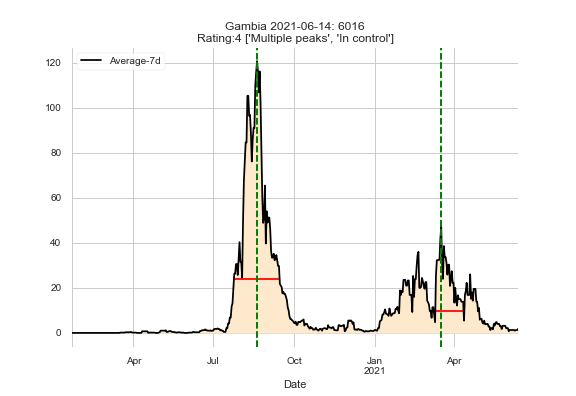 Gambia 2021-06-14: 6016
Rating:4 ['Multiple peaks', 'In control']
Average-7d
120
100
80
60
40
20
0
Apr Jul Oct Jan Apr
2021
Date